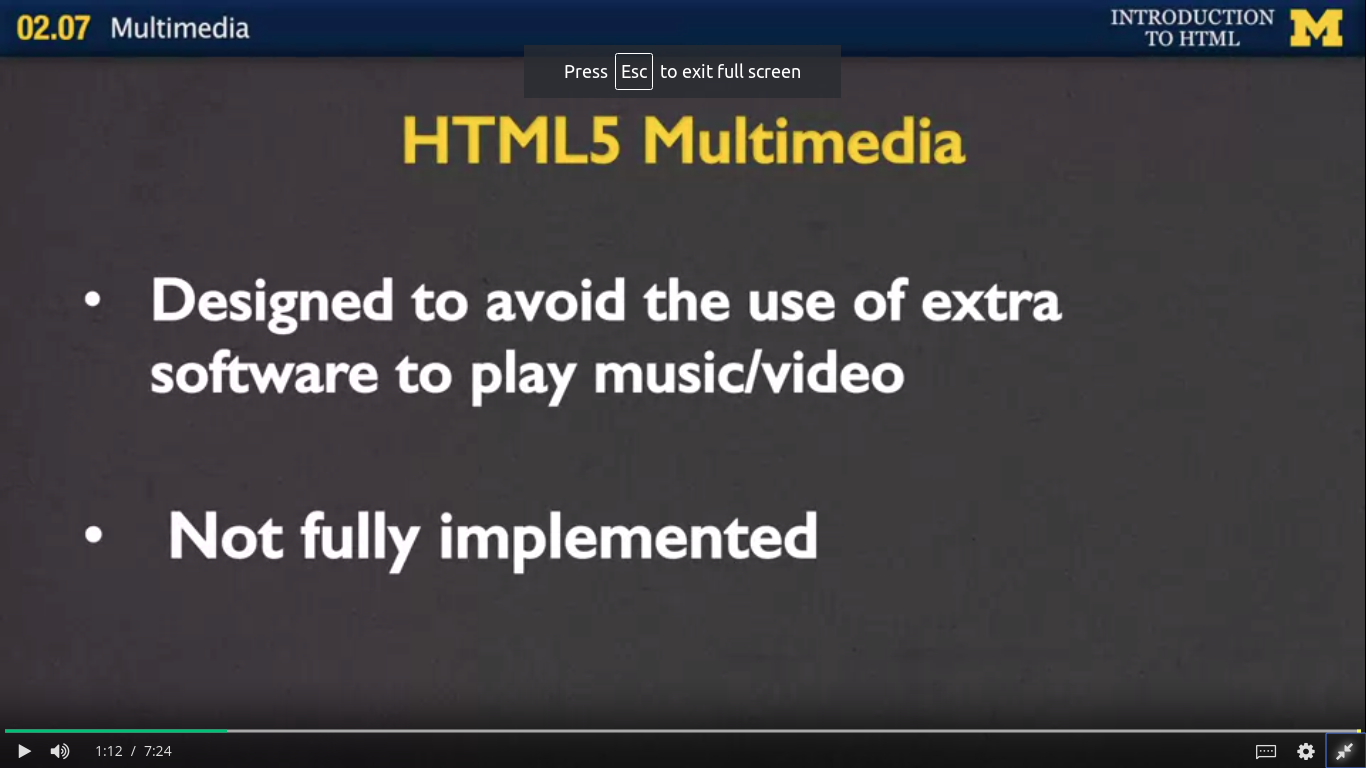 02.07 Multimedia
INTRODUCTION
TO HTML
M
Press Esc to exit full screen
HTML5 Multimedia
• Designed to avoid the use of extra
software to play music/video
• Not fully implemented
1:12 / 7:24